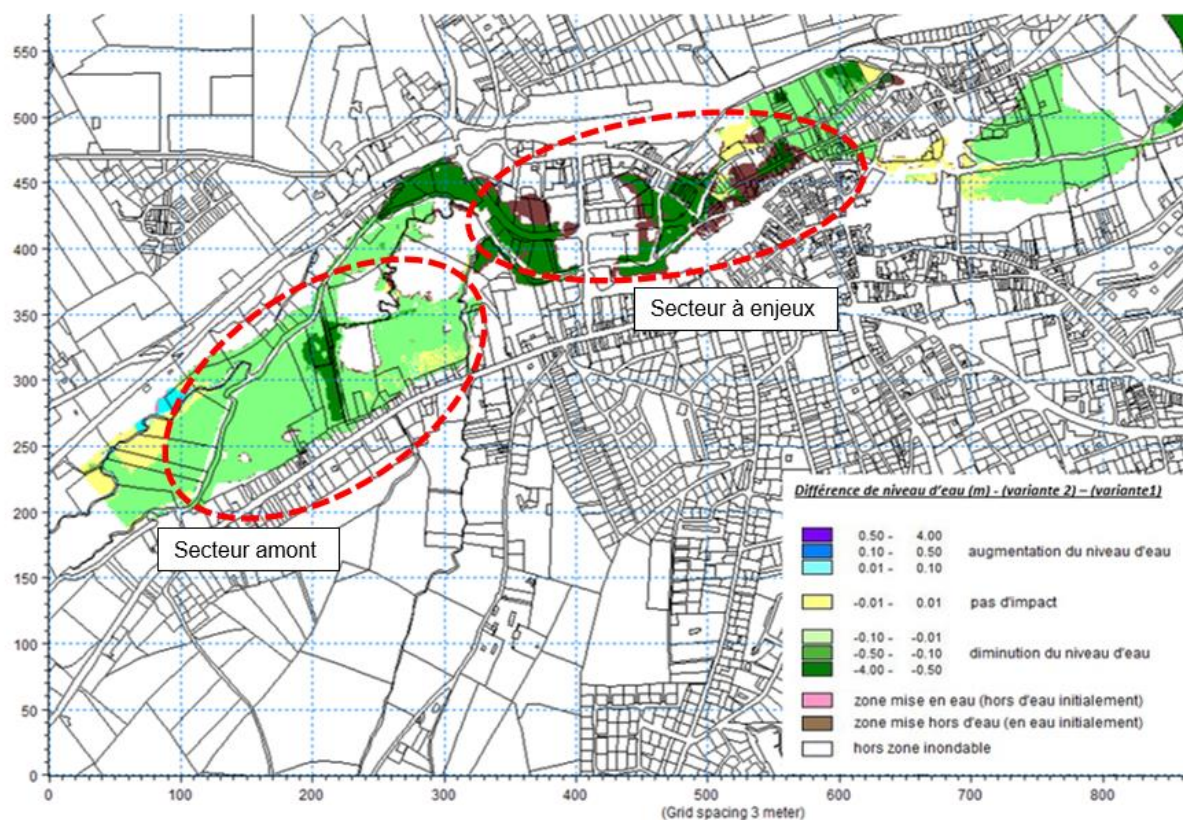 550
500
450
400
350
300
250
200
150
100
50
0
0 100 200 300 400 500 600 700 800
(Grid spacing 3 meter)
Secteur à enjeux
Secteur amont
Différence de niveau d'eau (m) - (variante 2) – (variante1)
0.50 - 4.00
0.10 - 0.50 augmentation du niveau d'eau
0.01 - 0.10
-0.01 - 0.01 pas d'impact
-0.10 - -0.01
-0.50 - -0.10 diminution du niveau d'eau
-4.00 - -0.50
zone mise en eau (hors d'eau initialement)
zone mise hors d'eau (en eau initialement)
hors zone inondable